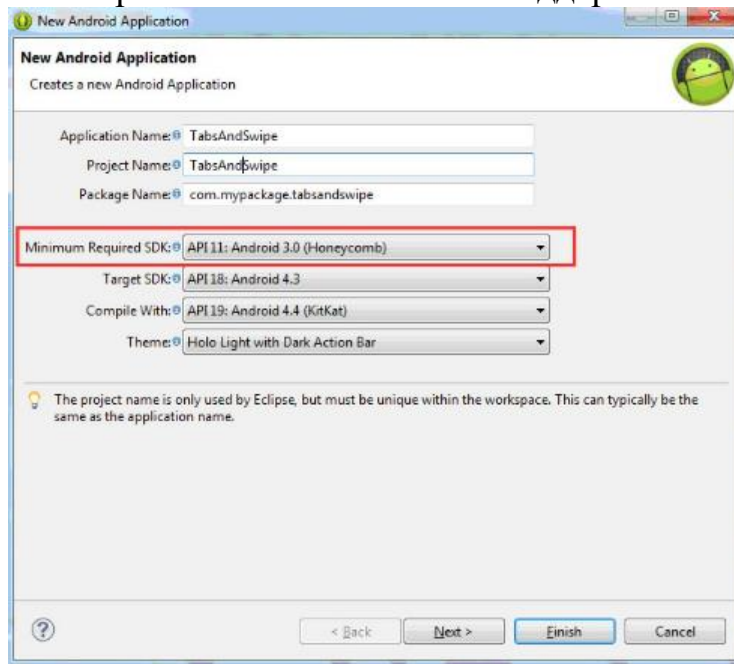 New Android Application
New Android Application
Creates a new Android Application
Application Name: TabsAndSwipe
Project Name: TabsAndSwipe
Package Name: com.mypackage.tabsandswipe
Minimum Required SDK: API 11: Android 3.0 (Honeycomb)
Target SDK: API 18: Android 4.3
Compile With: API 19: Android 4.4 (KitKat)
Theme: Holo Light with Dark Action Bar
The project name is only used by Eclipse, but must be unique within the workspace. This can typically be the
same as the application name.
? < Back Next > Finish Cancel